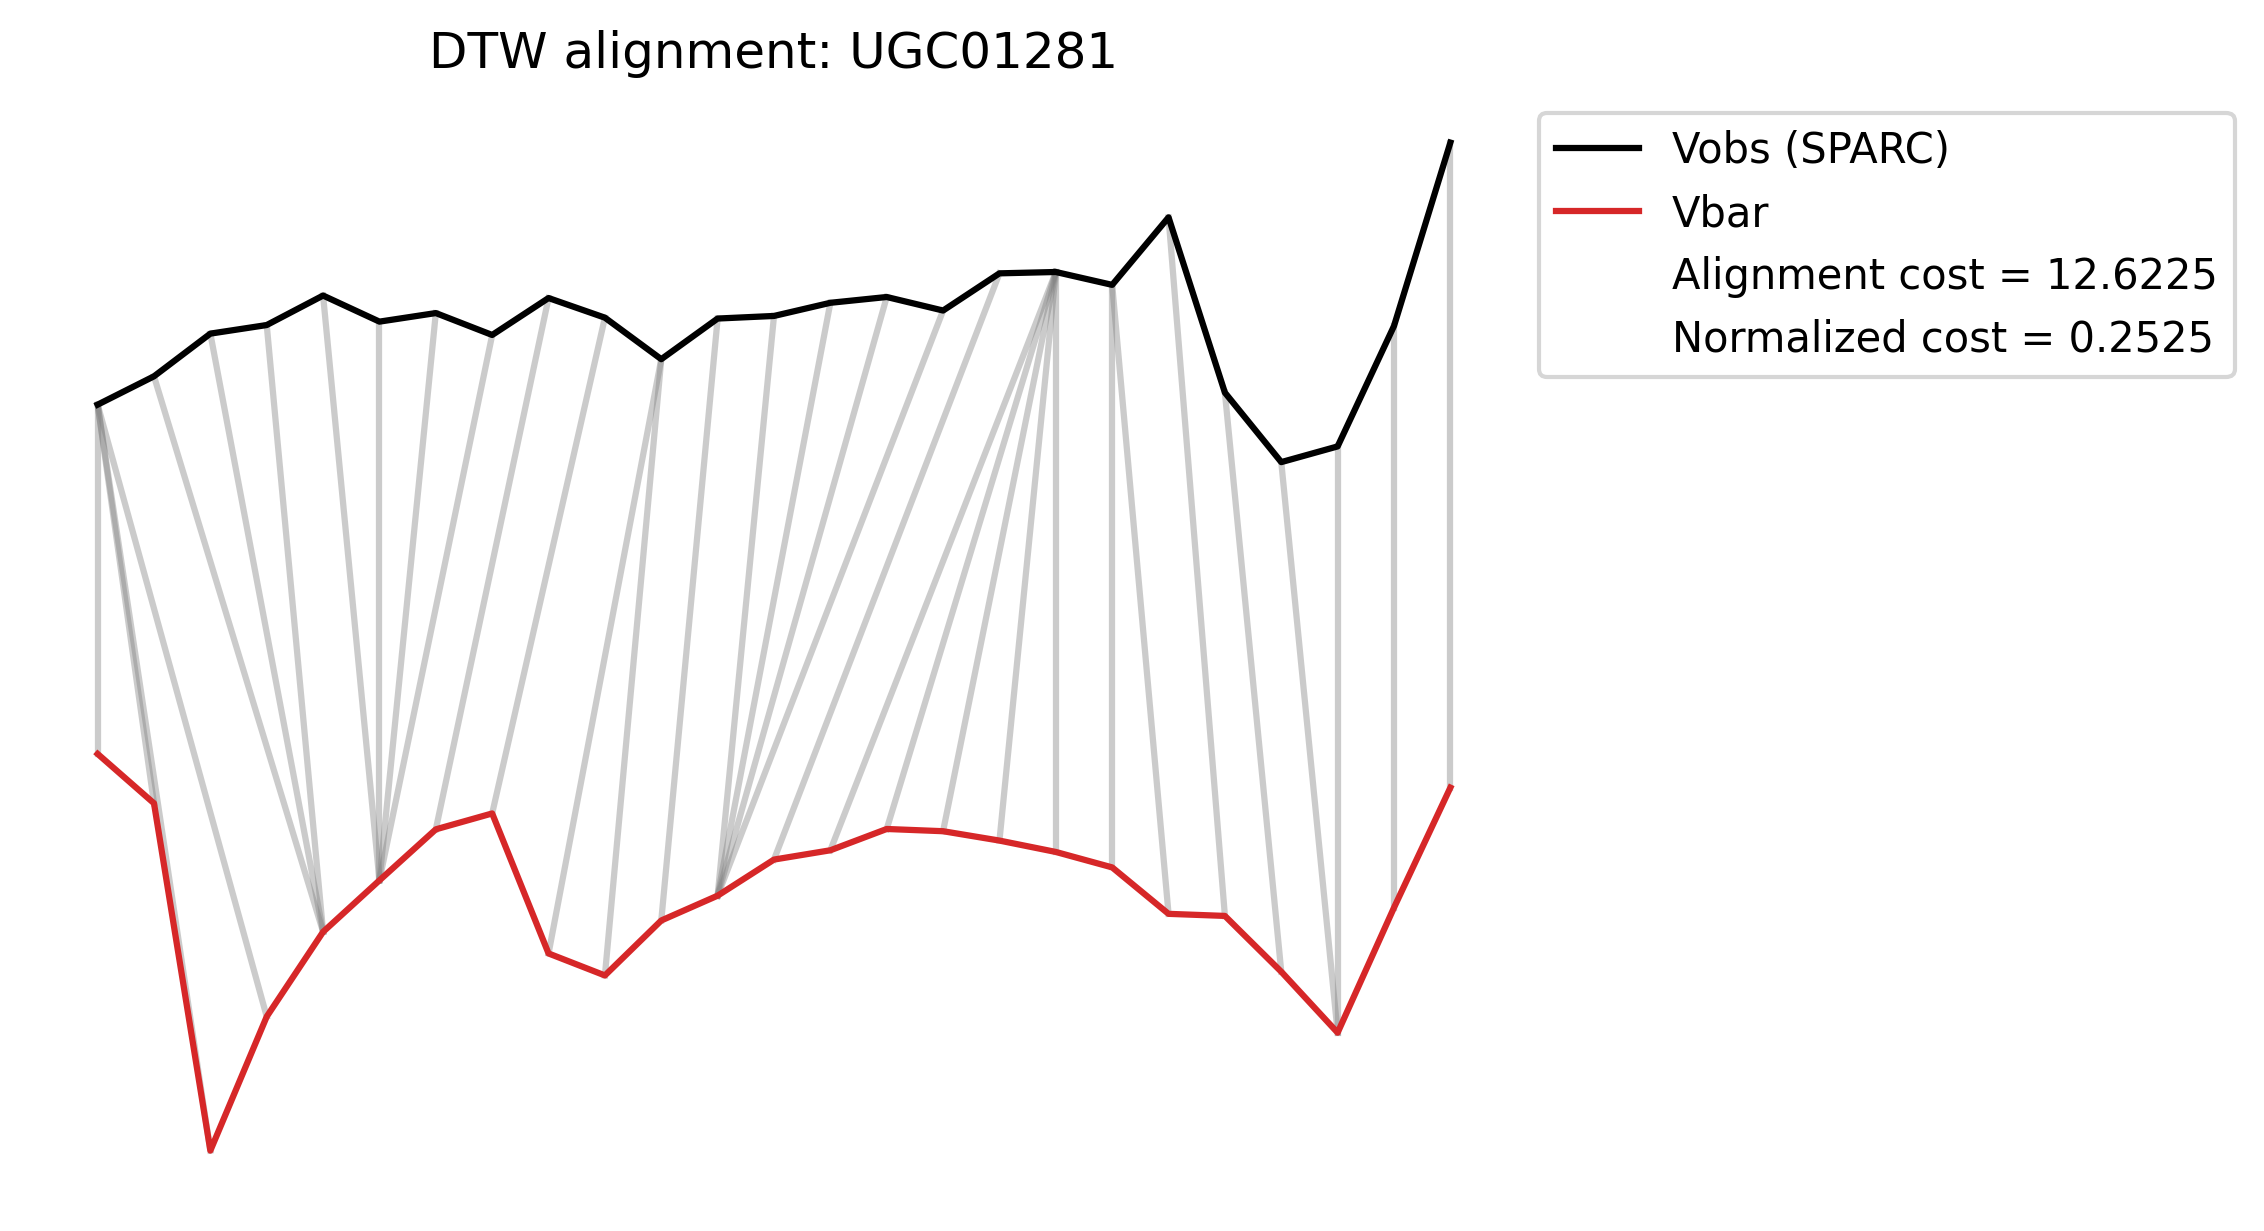 DTW alignment: UGC01281
Vobs (SPARC)
Vbar
Alignment cost = 12.6225
Normalized cost = 0.2525